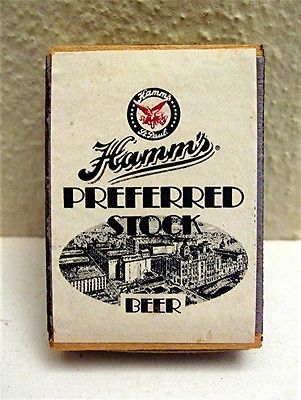 Hamm's
St. Paul
Hamm's®
PREFERRED
STOCK
BEER